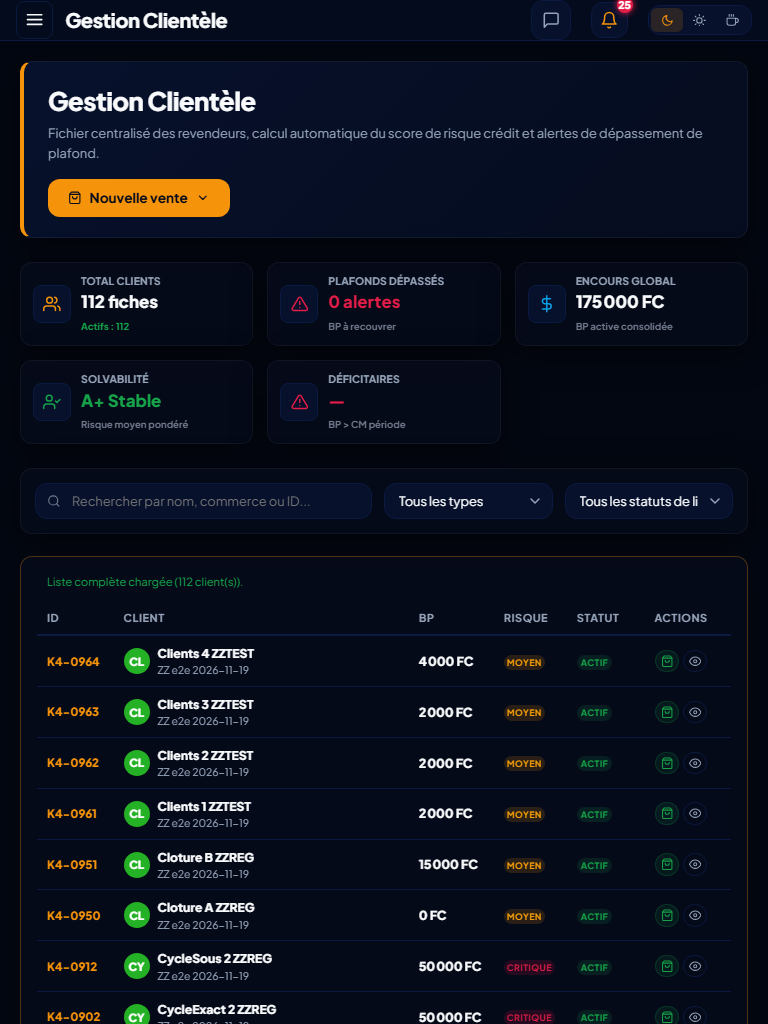 Gestion Clientèle
25
Gestion Clientèle
Fichier centralisé des revendeurs, calcul automatique du score de risque crédit et alertes de dépassement de
plafond.
Nouvelle vente
TOTAL CLIENTS
112 fiches
Actifs : 112
PLAFONDS DÉPASSÉS
0 alertes
BP à recouvrer
ENCOURS GLOBAL
175 000 FC
BP active consolidée
SOLVABILITÉ
A+ Stable
Risque moyen pondéré
DÉFICITAIRES
—
BP > CM période
Rechercher par nom, commerce ou ID...
Tous les types
Tous les statuts de li
Liste complète chargée (112 client(s)).
ID CLIENT BP RISQUE STATUT ACTIONS
K4-0964 CL Clients 4 ZZTEST 4 000 FC MOYEN ACTIF
ZZ e2e 2026-11-19
K4-0963 CL Clients 3 ZZTEST 2 000 FC MOYEN ACTIF
ZZ e2e 2026-11-19
K4-0962 CL Clients 2 ZZTEST 2 000 FC MOYEN ACTIF
ZZ e2e 2026-11-19
K4-0961 CL Clients 1 ZZTEST 2 000 FC MOYEN ACTIF
ZZ e2e 2026-11-19
K4-0951 CL Cloture B ZZREG 15 000 FC MOYEN ACTIF
ZZ e2e 2026-11-19
K4-0950 CL Cloture A ZZREG 0 FC MOYEN ACTIF
ZZ e2e 2026-11-19
K4-0912 CY CycleSous 2 ZZREG 50 000 FC CRITIQUE ACTIF
ZZ e2e 2026-11-19
K4-0902 CY CycleExact 2 ZZREG 50 000 FC CRITIQUE ACTIF